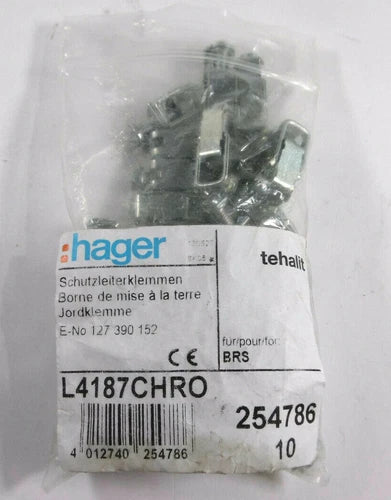 :hager
tehalit
Schutzleiterklemmen
Borne de mise à la terre
Jordklemme
E-No 127 390 152
für/pour/for:
BRS
CE
L4187CHRO
254786
10
4 012740 254786